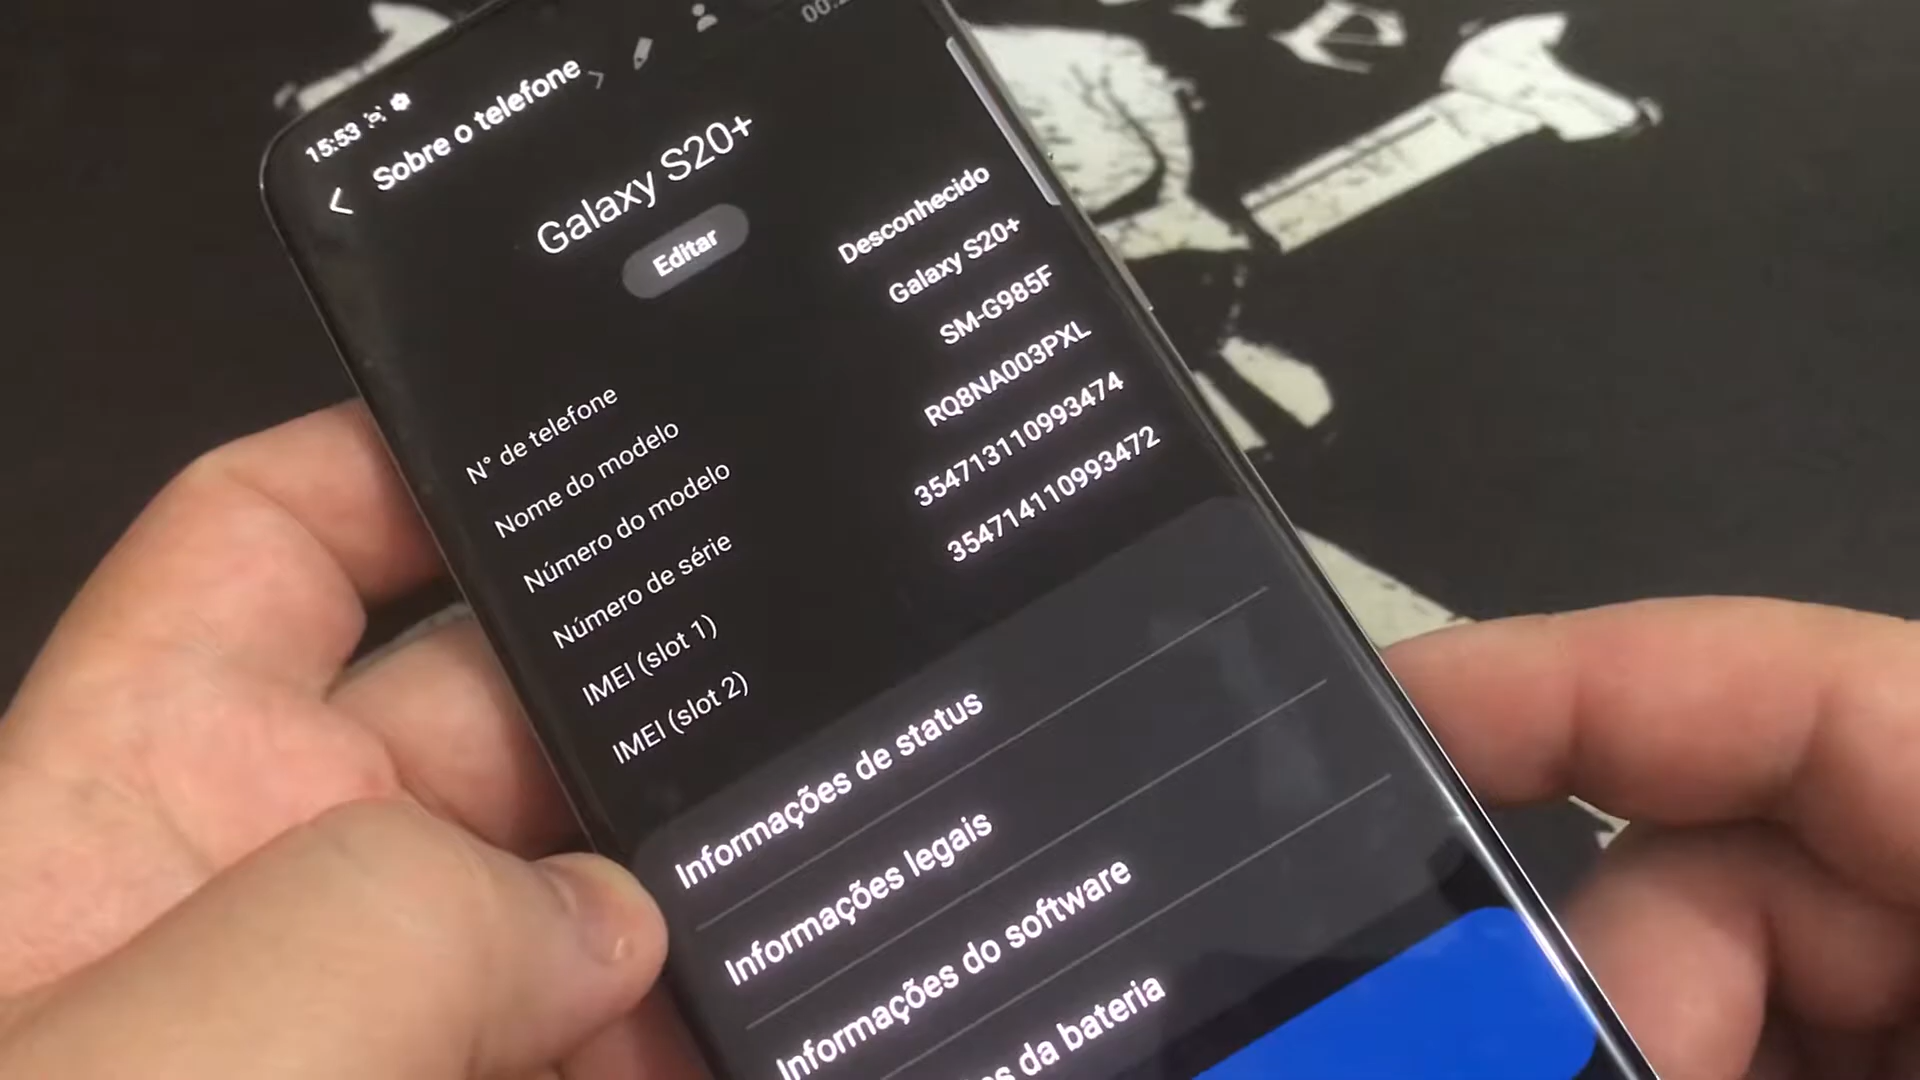 15:53
Sobre o telefone
Galaxy S20+
Editar
N° de telefone Desconhecido
Nome do modelo Galaxy S20+
Número do modelo SM-G985F
Número de série RQ8NA003PXL
IMEI (slot 1) 354713110993474
IMEI (slot 2) 354714110993472
Informações de status
Informações legais
Informações do software
da bateria